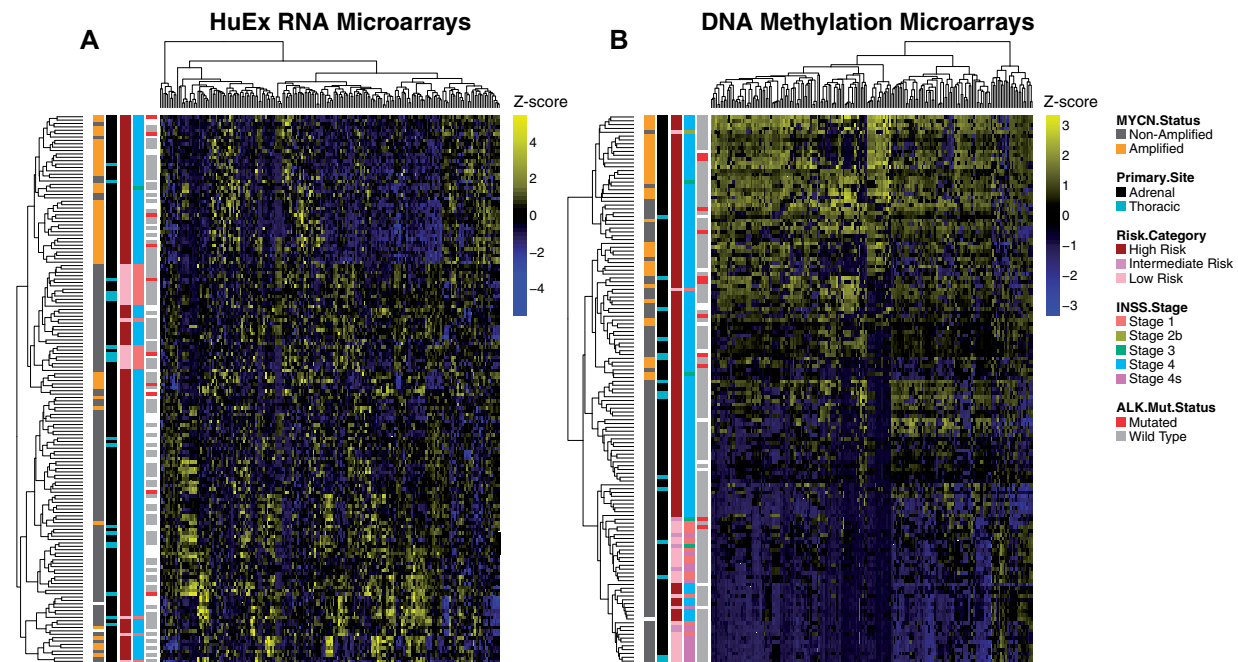 HuEx RNA Microarrays
A
Z-score
4
2
0
−2
−4
DNA Methylation Microarrays
B
Z-score
3
2
1
0
−1
−2
−3
MYCN.Status
Non-Amplified
Amplified
Primary.Site
Adrenal
Thoracic
Risk.Category
High Risk
Intermediate Risk
Low Risk
INSS.Stage
Stage 1
Stage 2b
Stage 3
Stage 4
Stage 4s
ALK.Mut.Status
Mutated
Wild Type